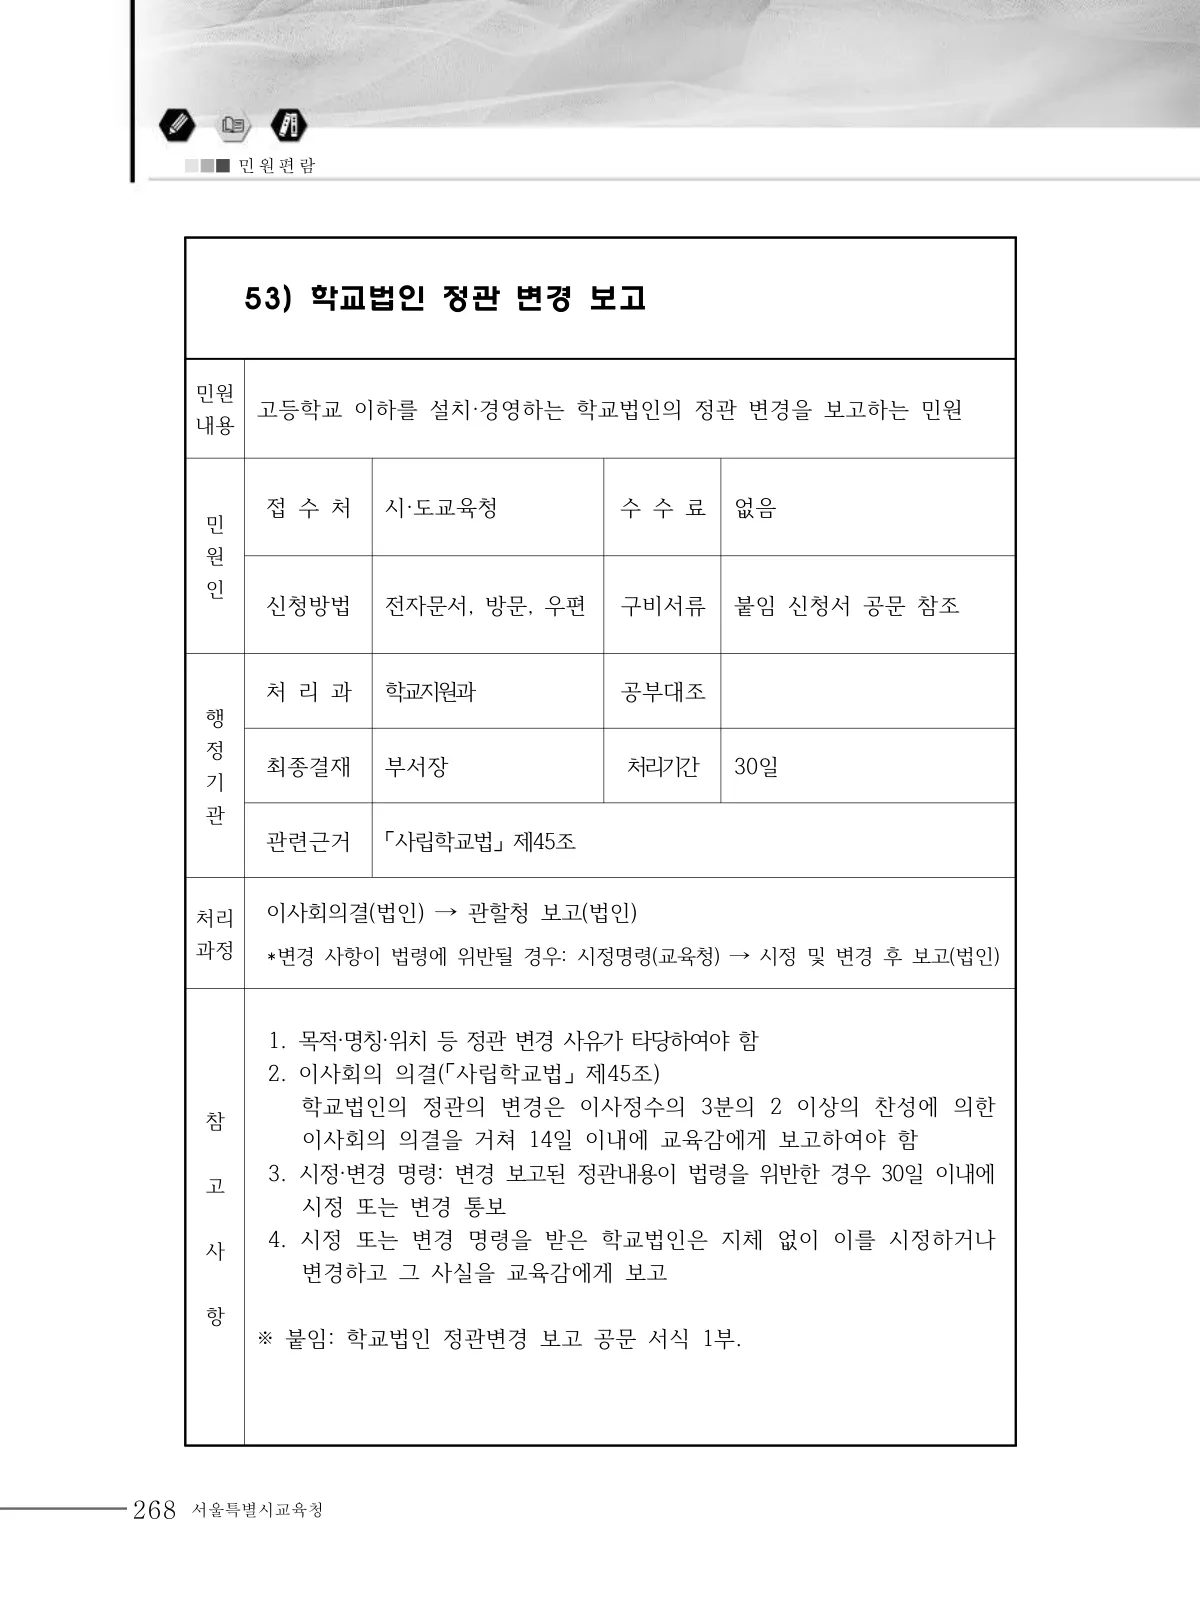 민원편람
53) 학교법인 정관 변경 보고
민원
내용
고등학교 이하를 설치·경영하는 학교법인의 정관 변경을 보고하는 민원
민
원
인
접 수 처
시·도교육청
수 수 료
없음
신청방법
전자문서, 방문, 우편
구비서류
붙임 신청서 공문 참조
행
정
기
관
처 리 과
학교지원과
공부대조
최종결재
부서장
처리기간
30일
관련근거
「사립학교법」 제45조
처리
과정
이사회의결(법인) → 관할청 보고(법인)
*변경 사항이 법령에 위반될 경우: 시정명령(교육청) → 시정 및 변경 후 보고(법인)
참
고
사
항
1. 목적·명칭·위치 등 정관 변경 사유가 타당하여야 함
2. 이사회의 의결(「사립학교법」 제45조)
학교법인의 정관의 변경은 이사정수의 3분의 2 이상의 찬성에 의한
이사회의 의결을 거쳐 14일 이내에 교육감에게 보고하여야 함
3. 시정·변경 명령: 변경 보고된 정관내용이 법령을 위반한 경우 30일 이내에
시정 또는 변경 통보
4. 시정 또는 변경 명령을 받은 학교법인은 지체 없이 이를 시정하거나
변경하고 그 사실을 교육감에게 보고
※ 붙임: 학교법인 정관변경 보고 공문 서식 1부.
268 서울특별시교육청